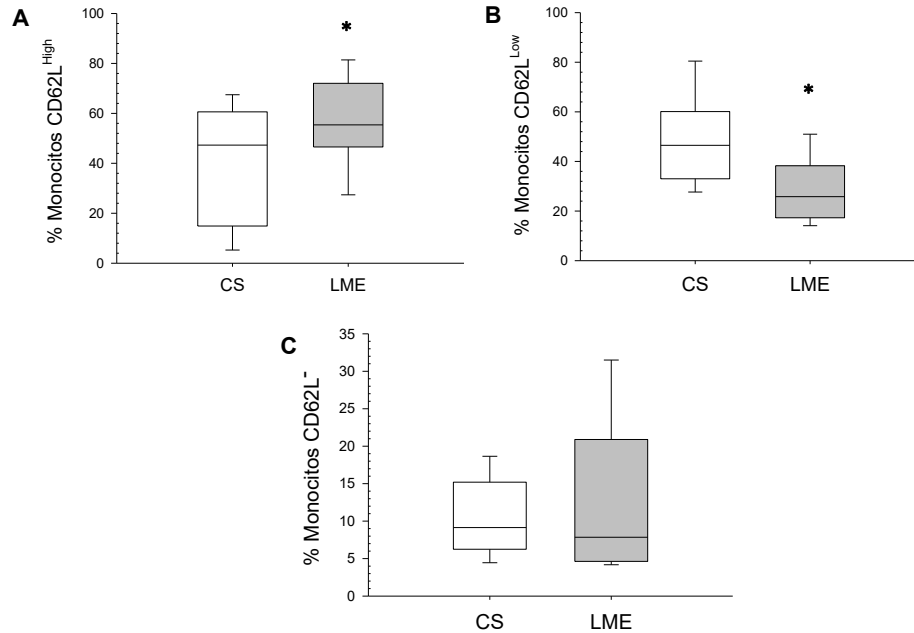 A
% Monocitos CD62L^High
100
80
60
40
20
0
*
CS
LME
B
% Monocitos CD62L^Low
100
80
60
40
20
0
*
CS
LME
C
% Monocitos CD62L^-
35
30
25
20
15
10
5
0
CS
LME